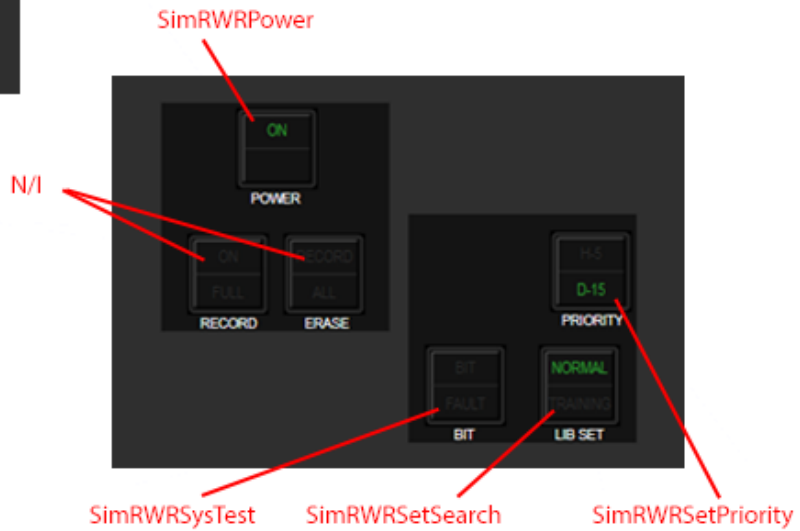 SimRWRPower
ON
POWER
N/I
ON
FULL
RECORD
RECORD
ALL
ERASE
H-5
D-15
PRIORITY
BIT
FAULT
BIT
NORMAL
TRAINING
LIB SET
SimRWRSysTest
SimRWRSetSearch
SimRWRSetPriority